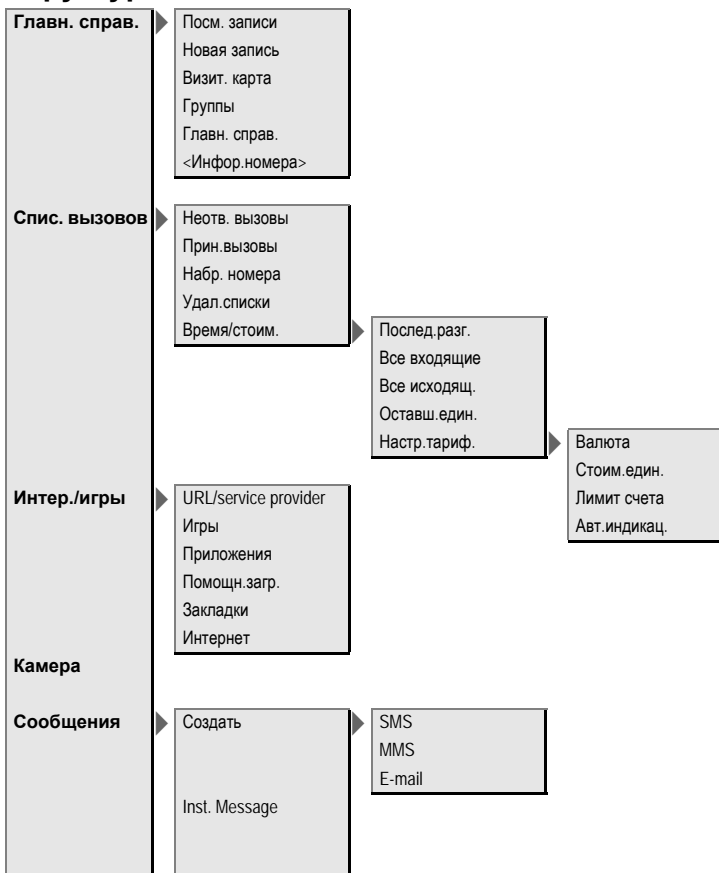 Главн. справ.
Посм. записи
Новая запись
Визит. карта
Группы
Главн. справ.
<Инфор.номера>
Спис. вызовов
Неотв. вызовы
Прин.вызовы
Набр. номера
Удал.списки
Время/стоим.
Послед.разг.
Все входящие
Все исходящ.
Оставш.един.
Настр.тариф.
Валюта
Стоим.един.
Лимит счета
Авт.индикац.
Интер./игры
URL/service provider
Игры
Приложения
Помощн.загр.
Закладки
Интернет
Камера
Сообщения
Создать
SMS
MMS
E-mail
Inst. Message